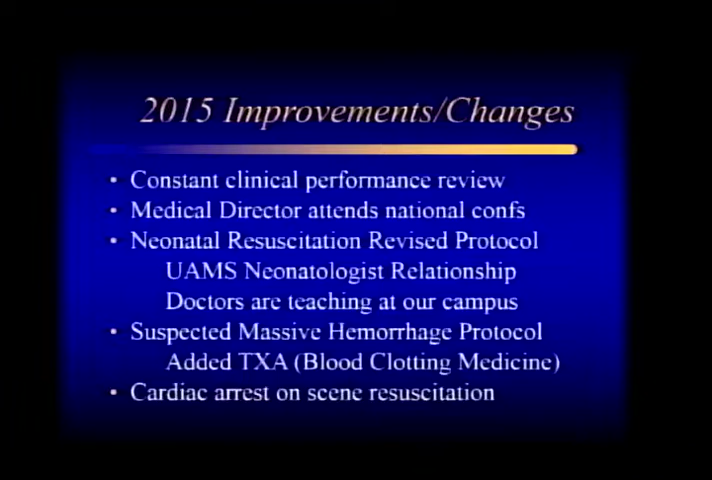 2015 Improvements/Changes
• Constant clinical performance review
• Medical Director attends national confs
• Neonatal Resuscitation Revised Protocol
UAMS Neonatologist Relationship
Doctors are teaching at our campus
• Suspected Massive Hemorrhage Protocol
Added TXA (Blood Clotting Medicine)
• Cardiac arrest on scene resuscitation